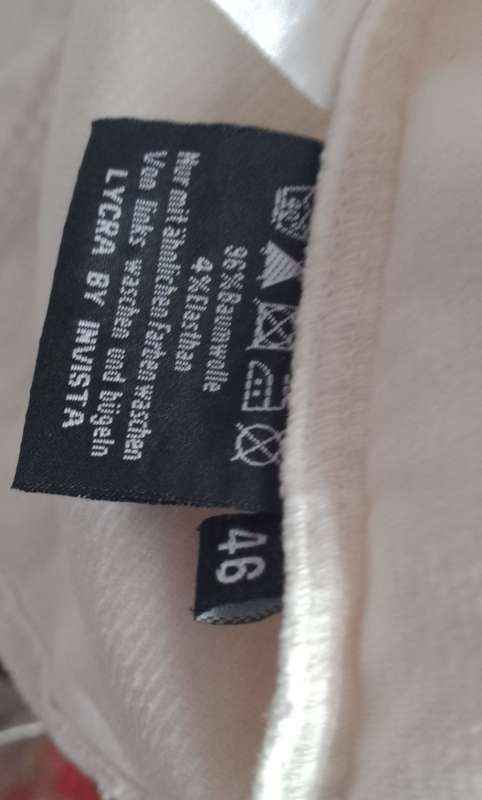 96%Baumwolle
4%Elasthan
Nur mit ähnlichen Farben waschen
Von links waschen und bügeln
LYCRA BY INVISTA
46